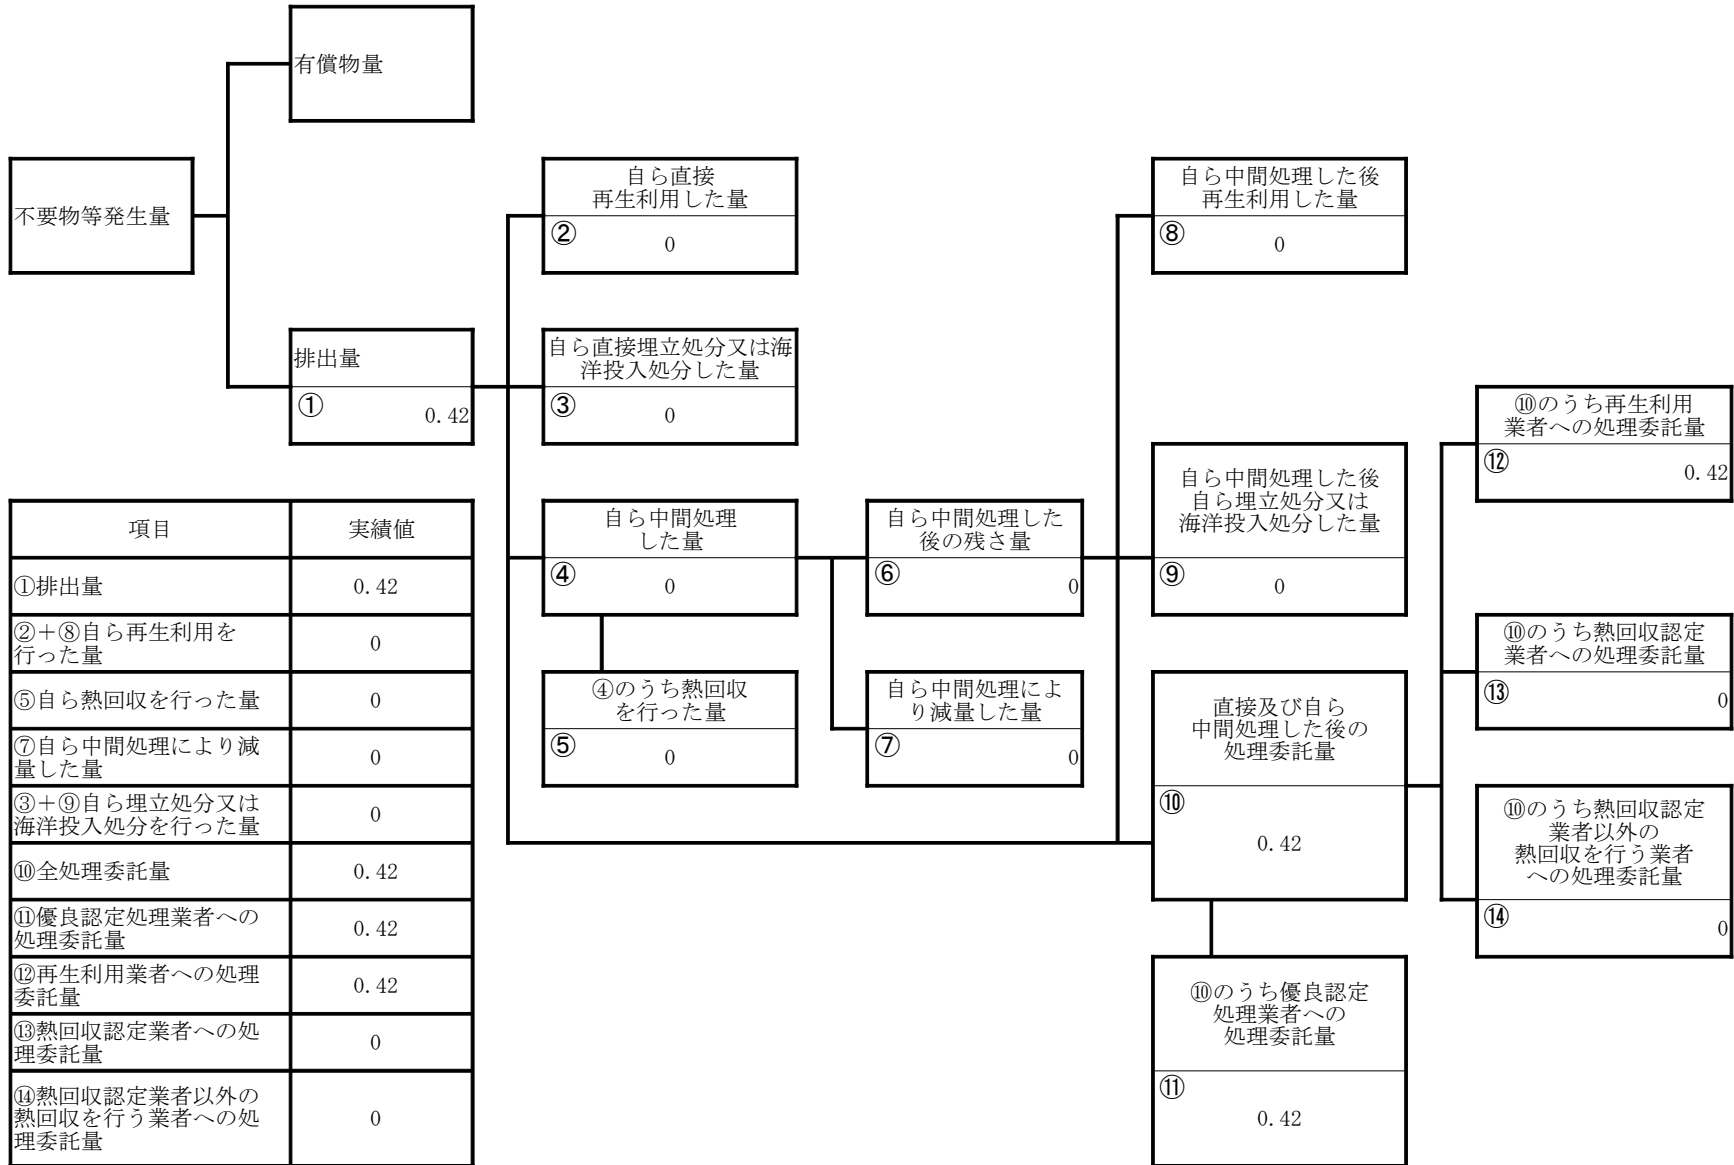 有償物量
不要物等発生量
自ら直接
再生利用した量
②
0
自ら中間処理した後
再生利用した量
⑧
0
排出量
①
0.42
自ら直接埋立処分又は海
洋投入処分した量
③
0
⑩のうち再生利用
業者への処理委託量
⑫
0.42
自ら中間処理
した量
④
0
自ら中間処理した
後の残さ量
⑥
0
自ら中間処理した後
自ら埋立処分又は
海洋投入処分した量
⑨
0
⑩のうち熱回収認定
業者への処理委託量
⑬
0
④のうち熱回収
を行った量
⑤
0
自ら中間処理によ
り減量した量
⑦
0
直接及び自ら
中間処理した後の
処理委託量
⑩
0.42
⑩のうち熱回収認定
業者以外の
熱回収を行う業者
への処理委託量
⑭
0
⑩のうち優良認定
処理業者への
処理委託量
⑪
0.42
項目
実績値
①排出量
0.42
②+⑧自ら再生利用を
行った量
0
⑤自ら熱回収を行った量
0
⑦自ら中間処理により減
量した量
0
③+⑨自ら埋立処分又は
海洋投入処分を行った量
0
⑩全処理委託量
0.42
⑪優良認定処理業者への
処理委託量
0.42
⑫再生利用業者への処理
委託量
0.42
⑬熱回収認定業者への処
理委託量
0
⑭熱回収認定業者以外の
熱回収を行う業者への処
理委託量
0